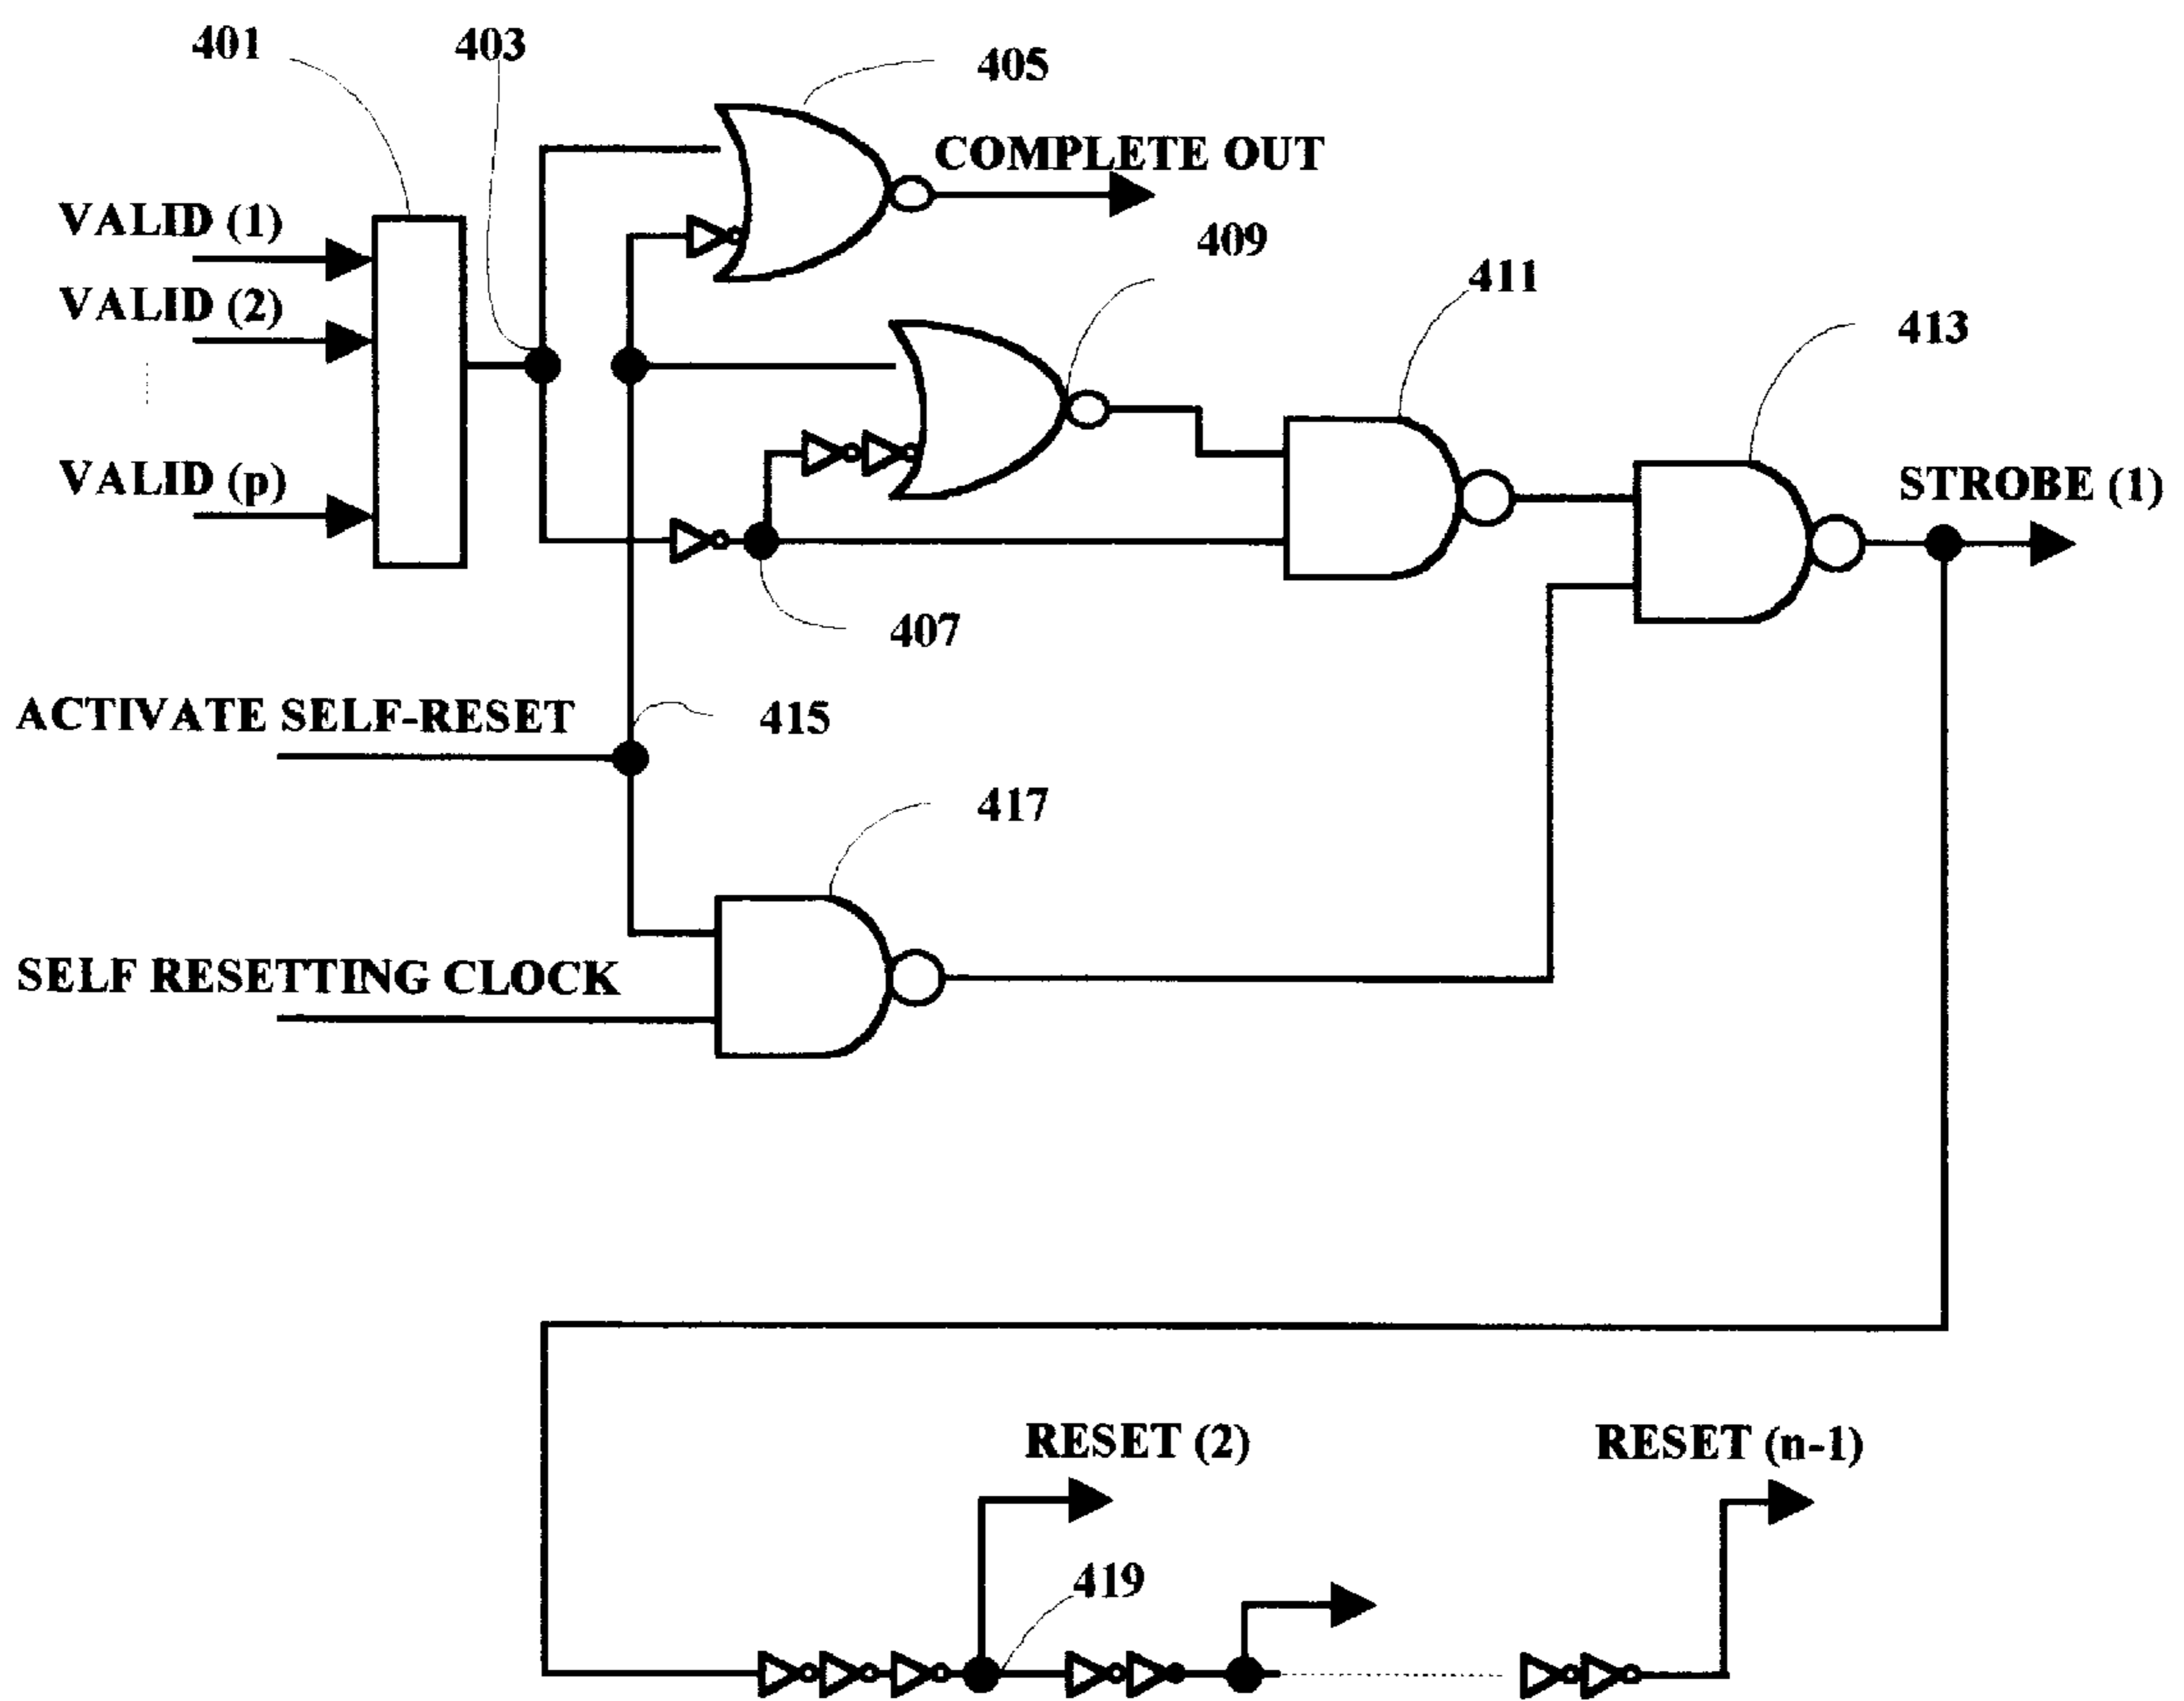 401
403
405
COMPLETE OUT
VALID (1)
409
411
VALID (2)
413
VALID (p)
STROBE (1)
407
ACTIVATE SELF-RESET
415
417
SELF RESETTING CLOCK
RESET (2)
RESET (n-1)
419